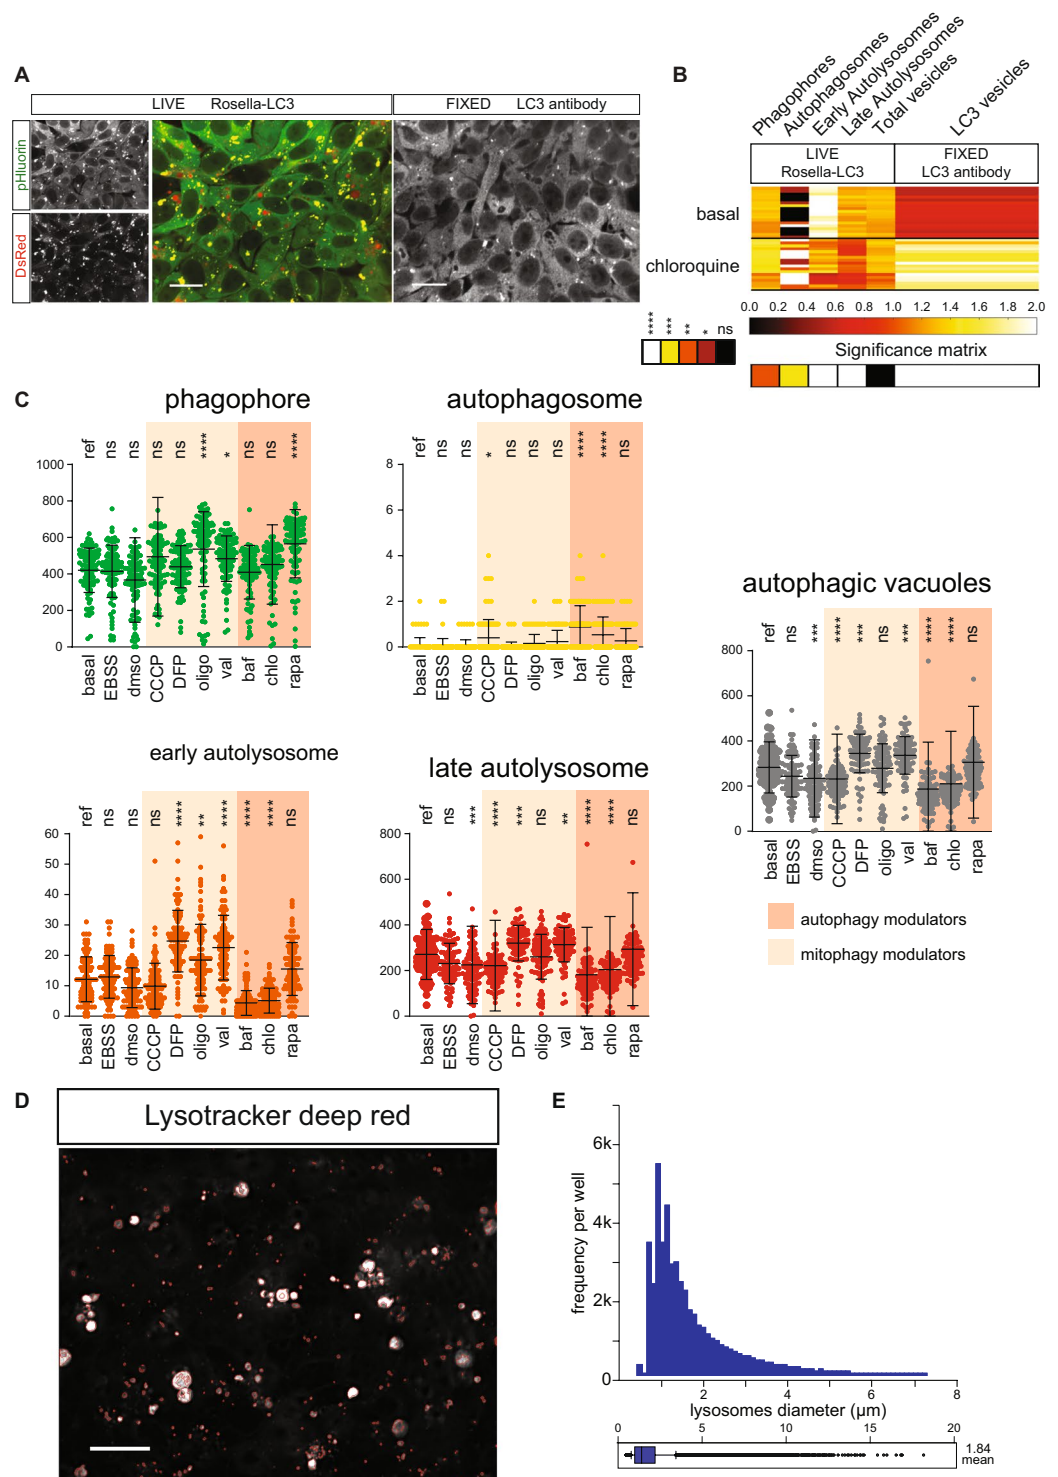 A
LIVE Rosella-LC3
FIXED LC3 antibody
pHluorin
DsRed
B
Phagophores
Autophagosomes
Early Autolysosomes
Late Autolysosomes
Total vesicles
LC3 vesicles
LIVE
Rosella-LC3
FIXED
LC3 antibody
basal
chloroquine
0.0 0.2 0.4 0.6 0.8 1.0 1.2 1.4 1.6 1.8 2.0
**** *** ** * ns
Significance matrix
C
phagophore
ref ns ns ns ns **** * ns ns ****
1000
800
600
400
200
0
basal EBSS dmso CCCP DFP oligo val baf chlo rapa
autophagosome
ref ns ns * ns ns ns **** **** ns
8
6
4
2
0
basal EBSS dmso CCCP DFP oligo val baf chlo rapa
autophagic vacuoles
ref ns *** **** *** ns *** **** **** ns
800
600
400
200
0
basal EBSS dmso CCCP DFP oligo val baf chlo rapa
autophagy modulators
mitophagy modulators
early autolysosome
ref ns ns ns **** ** **** **** **** ns
60
50
40
30
20
10
0
basal EBSS dmso CCCP DFP oligo val baf chlo rapa
late autolysosome
ref ns *** **** *** ns ** **** **** ns
800
600
400
200
0
basal EBSS dmso CCCP DFP oligo val baf chlo rapa
D
Lysotracker deep red
E
frequency per well
6k
4k
2k
2 4 6 8
lysosomes diameter (µm)
0 5 10 15 20
1.84
mean